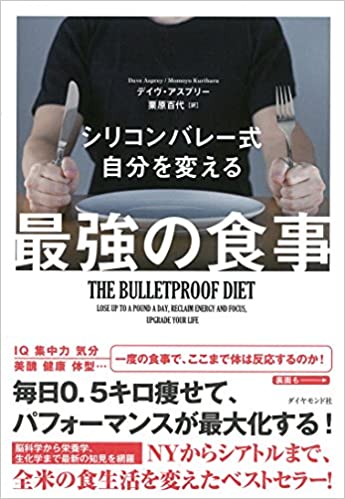 Dave Asprey / Momoyo Kurihara
デイヴ・アスプリー
栗原百代［訳］
シリコンバレー式
自分を変える
最強の食事
THE BULLETPROOF DIET
LOSE UP TO A POUND A DAY, RECLAIM ENERGY AND FOCUS,
UPGRADE YOUR LIFE
IQ 集中力 気分
美醜 健康 体型…
一度の食事で、ここまで体は反応するのか！
裏面も
ダイヤモンド社
毎日0.5キロ痩せて、
パフォーマンスが最大化する！
脳科学から栄養学、
生化学まで最新の知見を網羅
NYからシアトルまで、
全米の食生活を変えたベストセラー！